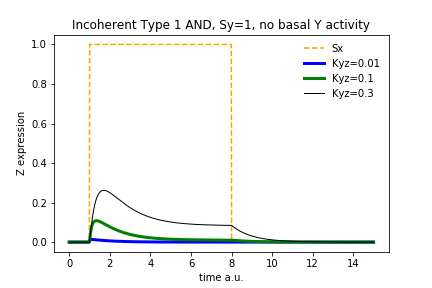 Incoherent Type 1 AND, Sy=1, no basal Y activity
1.0
0.8
0.6
0.4
0.2
0.0
Z expression
Sx
Kyz=0.01
Kyz=0.1
Kyz=0.3
0 2 4 6 8 10 12 14
time a.u.